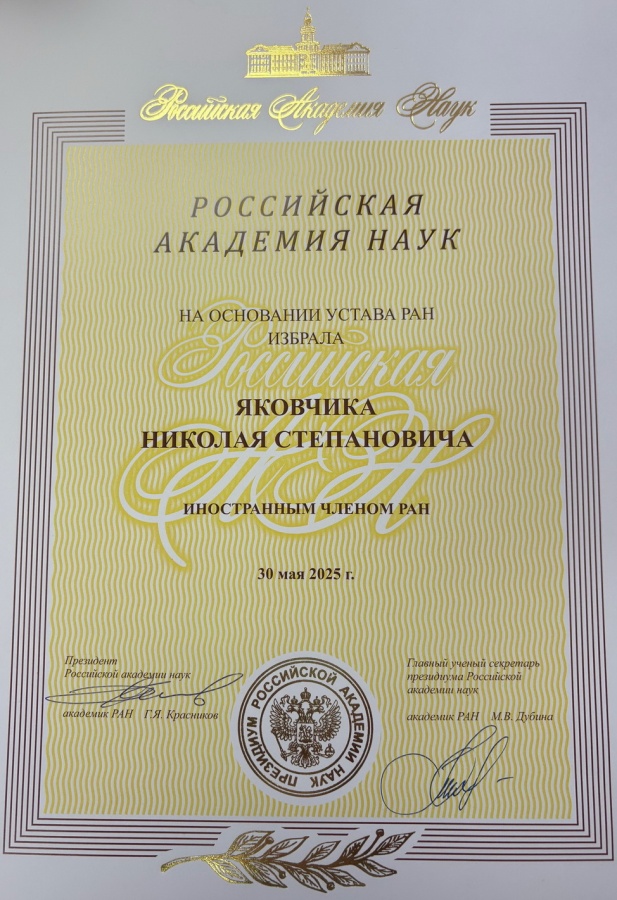 Российская Академия Наук
РОССИЙСКАЯ
АКАДЕМИЯ НАУК
НА ОСНОВАНИИ УСТАВА РАН
ИЗБРАЛА
Российская
АН
ЯКОВЧИКА
НИКОЛАЯ СТЕПАНОВИЧА
ИНОСТРАННЫМ ЧЛЕНОМ РАН
30 мая 2025 г.
Президент
Российской академии наук
академик РАН Г.Я. Красников
ПРЕЗИДИУМ РОССИЙСКОЙ АКАДЕМИИ НАУК
Главный ученый секретарь
президиума Российской
академии наук
академик РАН М.В. Дубина